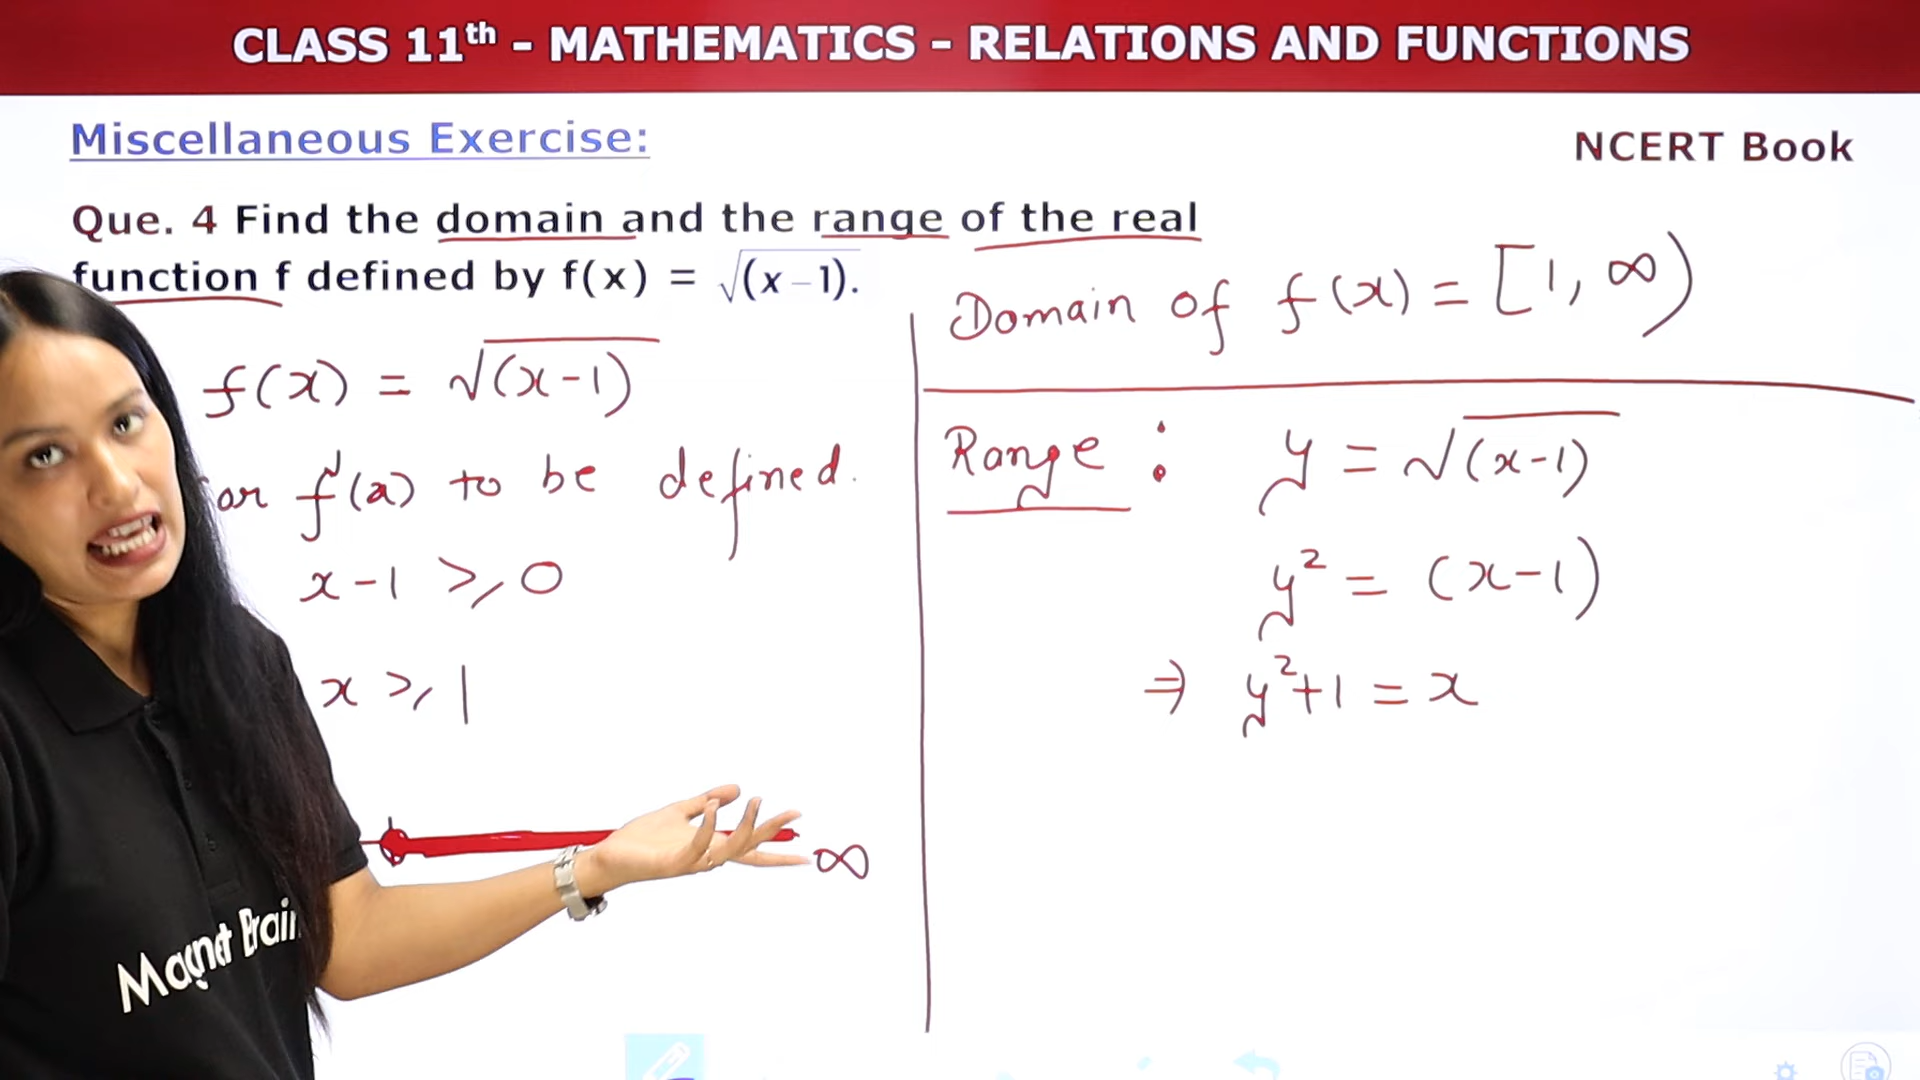 CLASS 11th - MATHEMATICS - RELATIONS AND FUNCTIONS
Miscellaneous Exercise:
NCERT Book
Que. 4 Find the domain and the range of the real
function f defined by f(x) = √(x – 1).
f(x) = √(x-1)
or f(a) to be defined.
x-1 ⩾ 0
x ⩾ 1
∞
Domain of f(x) = [1, ∞)
Range : y = √(x-1)
y² = (x-1)
⇒ y²+1 = x
Magnet Brain